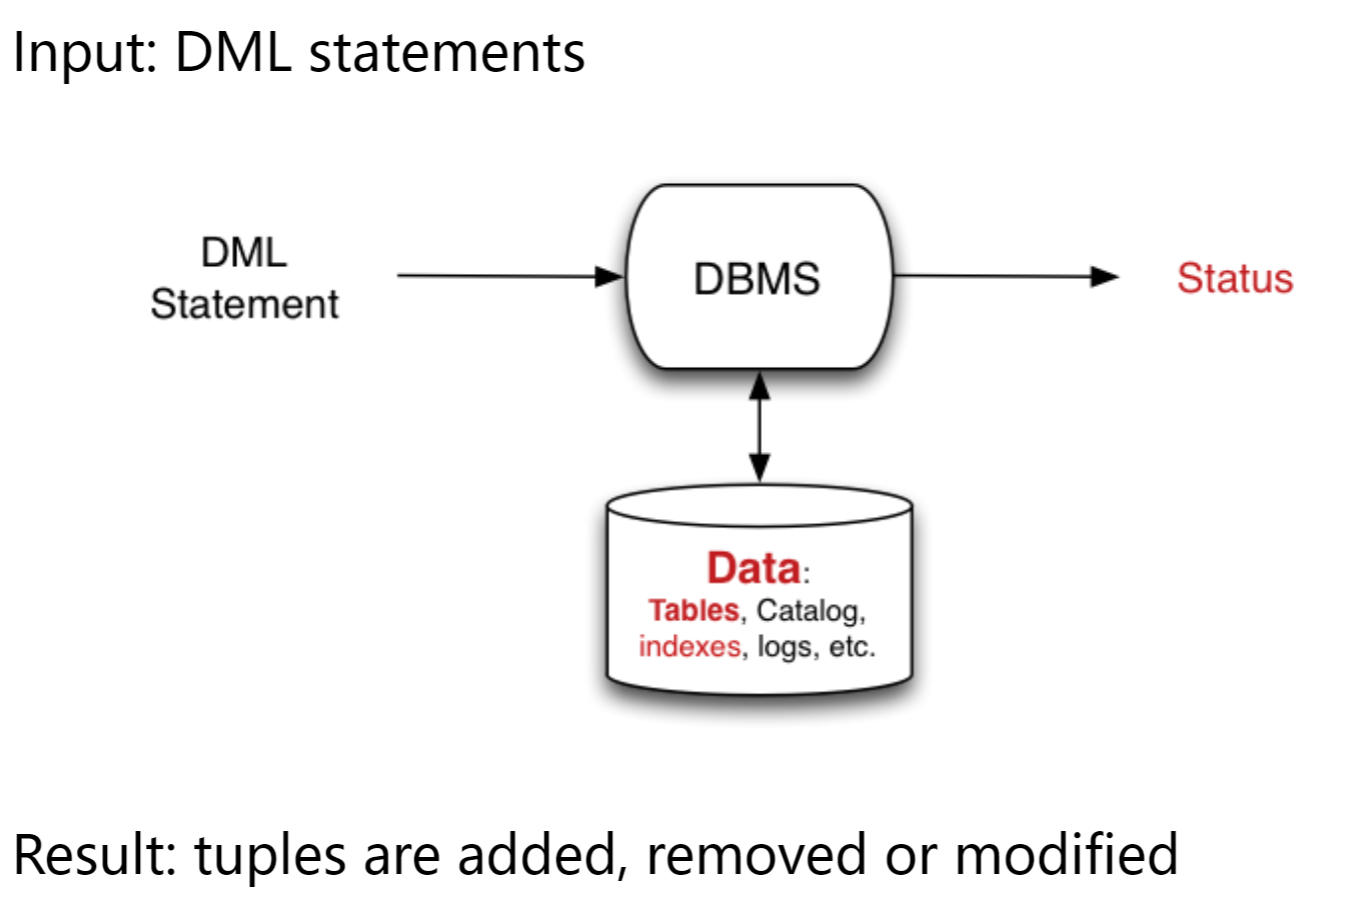 Input: DML statements
DML
Statement
DBMS
Status
Data:
Tables, Catalog,
indexes, logs, etc.
Result: tuples are added, removed or modified